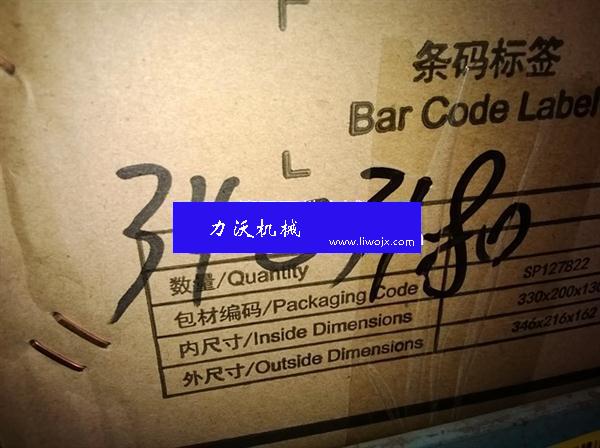 条码标签
Bar Code Label
力沃机械
www.liwojx.com
数量/Quantity
包材编码/Packaging Code
SP127822
内尺寸/Inside Dimensions
330x200x130
外尺寸/Outside Dimensions
346x216x162